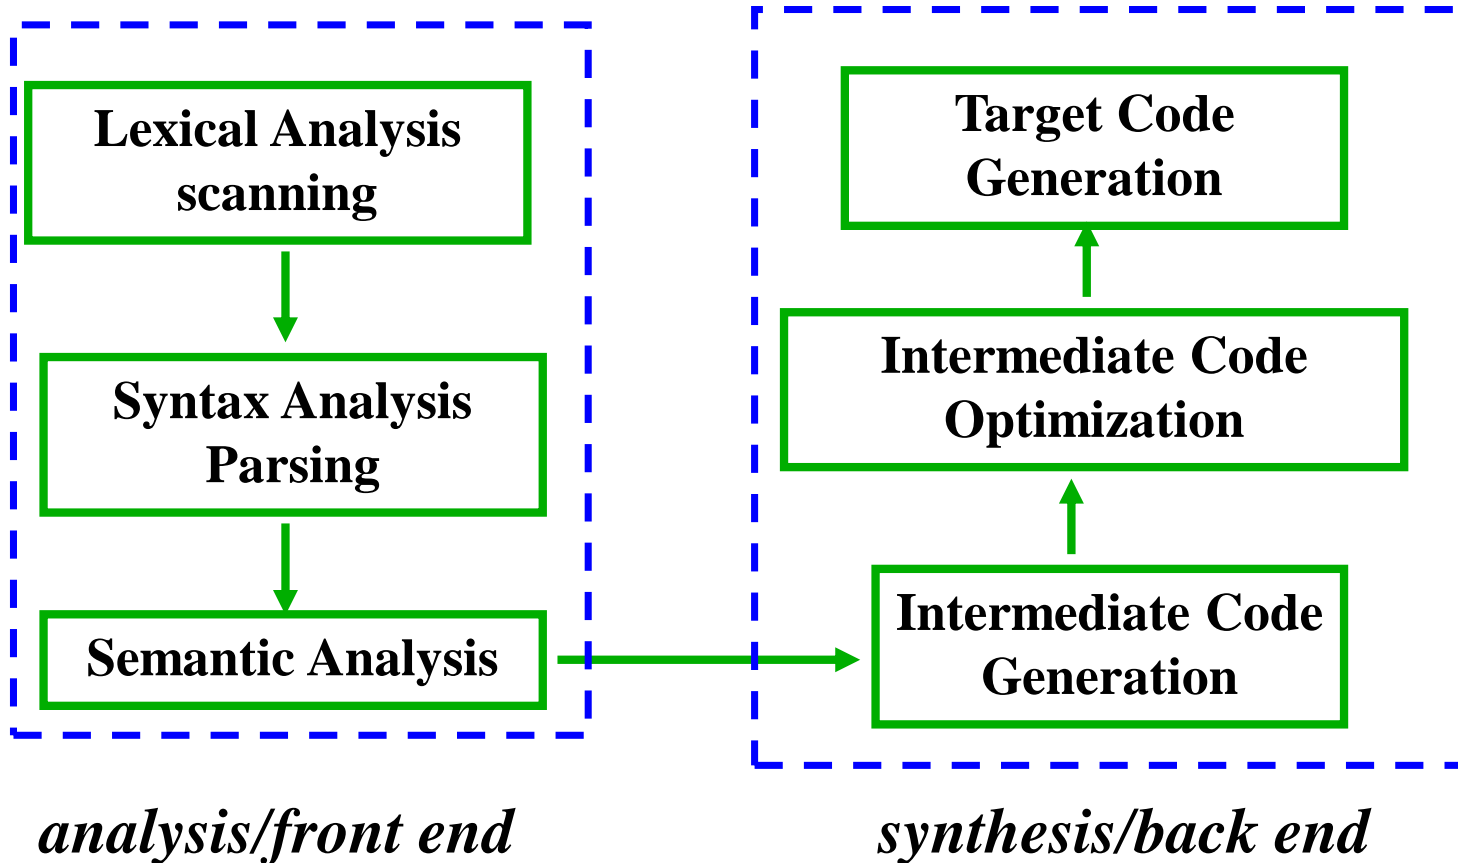 Lexical Analysis
scanning
Syntax Analysis
Parsing
Semantic Analysis
analysis/front end
Target Code
Generation
Intermediate Code
Optimization
Intermediate Code
Generation
synthesis/back end